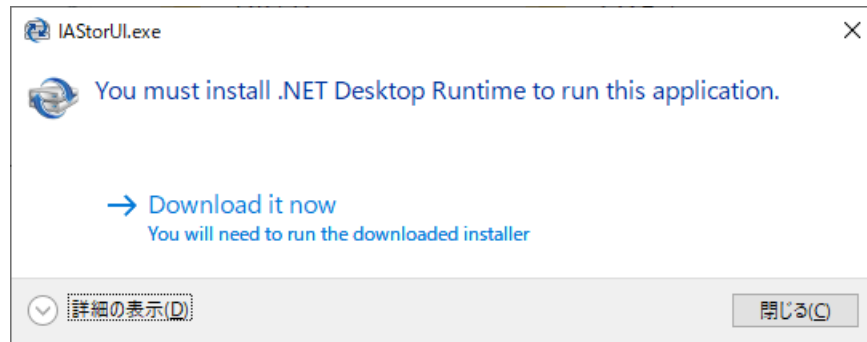 IAStorUI.exe
You must install .NET Desktop Runtime to run this application.
Download it now
You will need to run the downloaded installer
詳細の表示(D)
閉じる(C)